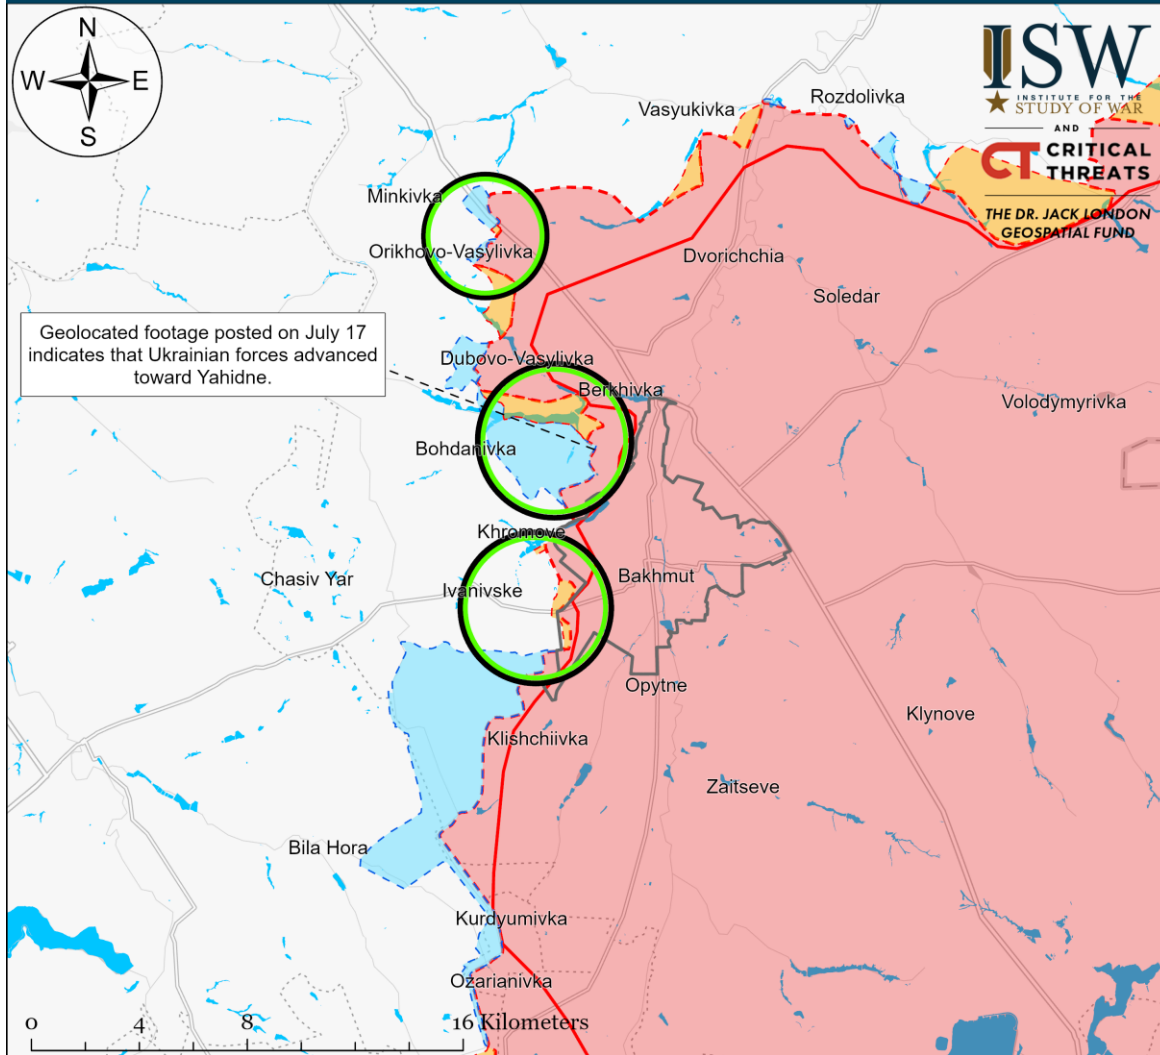 N
W
E
S
ISW
INSTITUTE FOR THE
STUDY OF WAR
AND
CT CRITICAL
THREATS
THE DR. JACK LONDON
GEOSPATIAL FUND
Rozdolivka
Vasyukivka
Minkivka
Orikhovo-Vasylivka
Dvorichchia
Soledar
Geolocated footage posted on July 17
indicates that Ukrainian forces advanced
toward Yahidne.
Dubovo-Vasylivka
Berkhivka
Volodymyrivka
Bohdanivka
Khromove
Chasiv Yar
Ivanivske
Bakhmut
Opytne
Klynove
Klishchiivka
Zaitseve
Bila Hora
Kurdyumivka
Ozarianivka
0 4 8 16 Kilometers